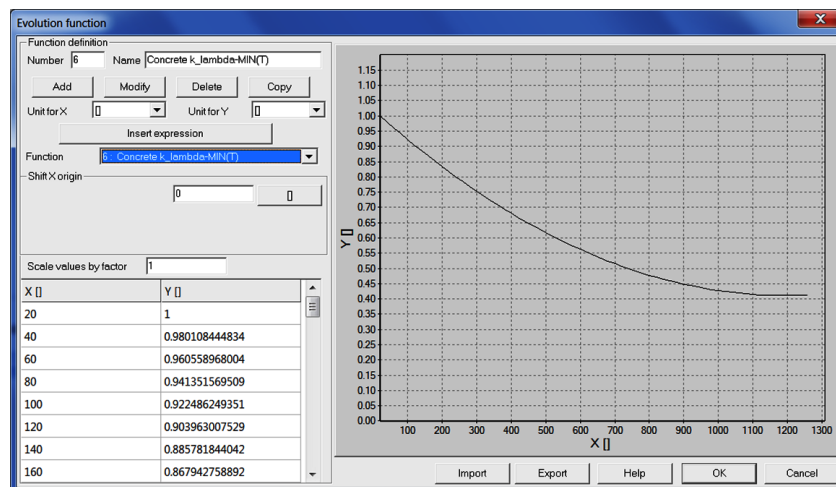 Evolution function
Function definition
Number 6 Name Concrete k_lambda-MIN(T)
Add Modify Delete Copy
Unit for X [] Unit for Y []
Insert expression
Function 6 : Concrete k_lambda-MIN(T)
Shift X origin
0 []
Scale values by factor 1
X [] Y []
20 1
40 0.980108444834
60 0.960558968004
80 0.941351569509
100 0.922486249351
120 0.903963007529
140 0.885781844042
160 0.867942758892
1.15
1.10
1.05
1.00
0.95
0.90
0.85
0.80
0.75
0.70
0.65
0.60
0.55
0.50
0.45
0.40
0.35
0.30
0.25
0.20
0.15
0.10
0.05
0.00
Y []
100 200 300 400 500 600 700 800 900 1000 1100 1200 1300
X []
Import Export Help OK Cancel